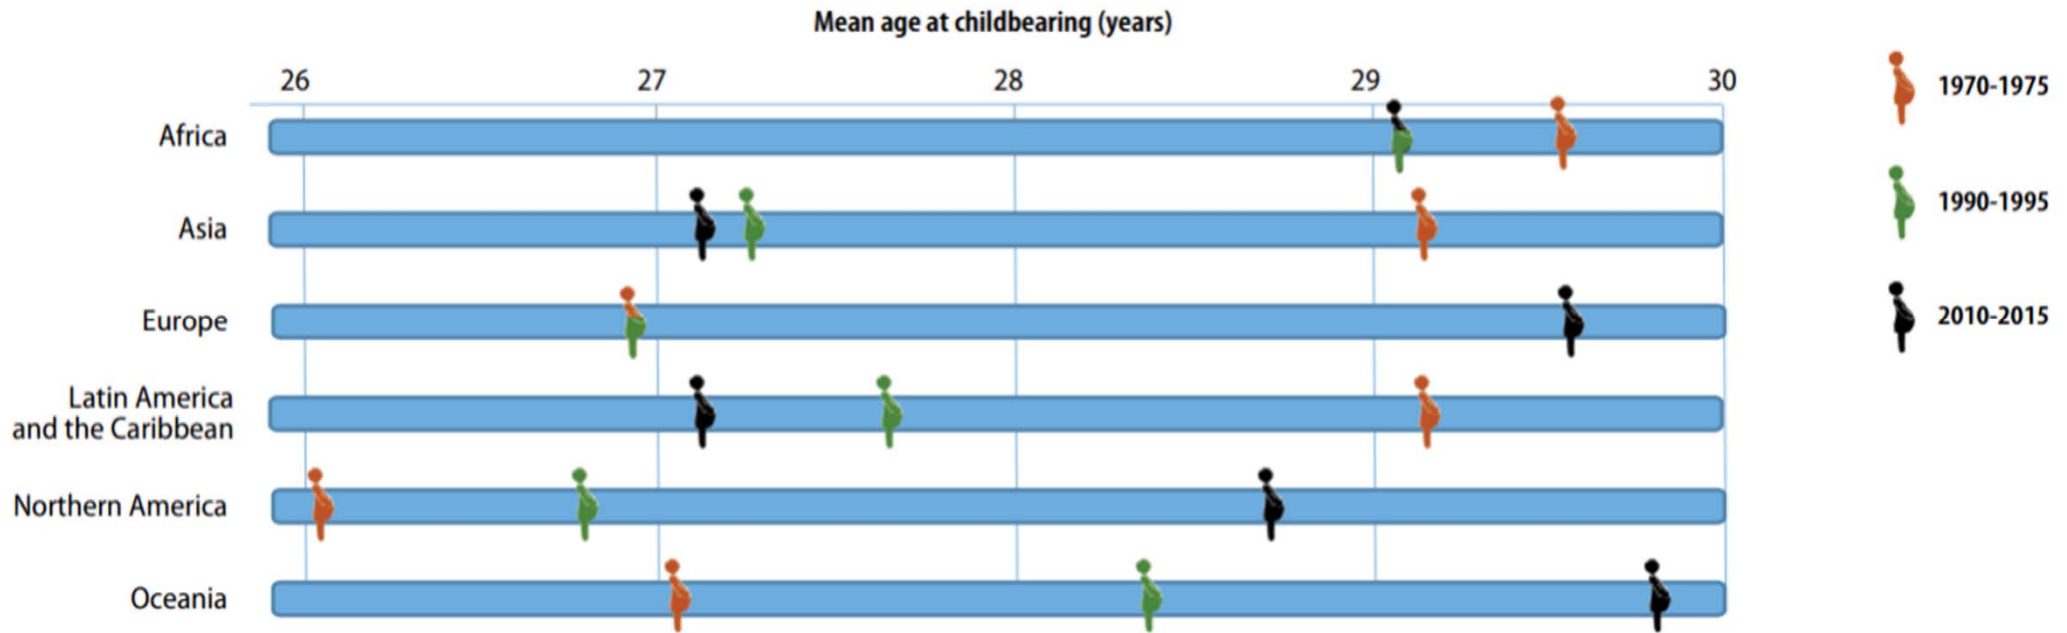 Mean age at childbearing (years)
26 27 28 29 30
Africa
Asia
Europe
Latin America
and the Caribbean
Northern America
Oceania
1970-1975
1990-1995
2010-2015